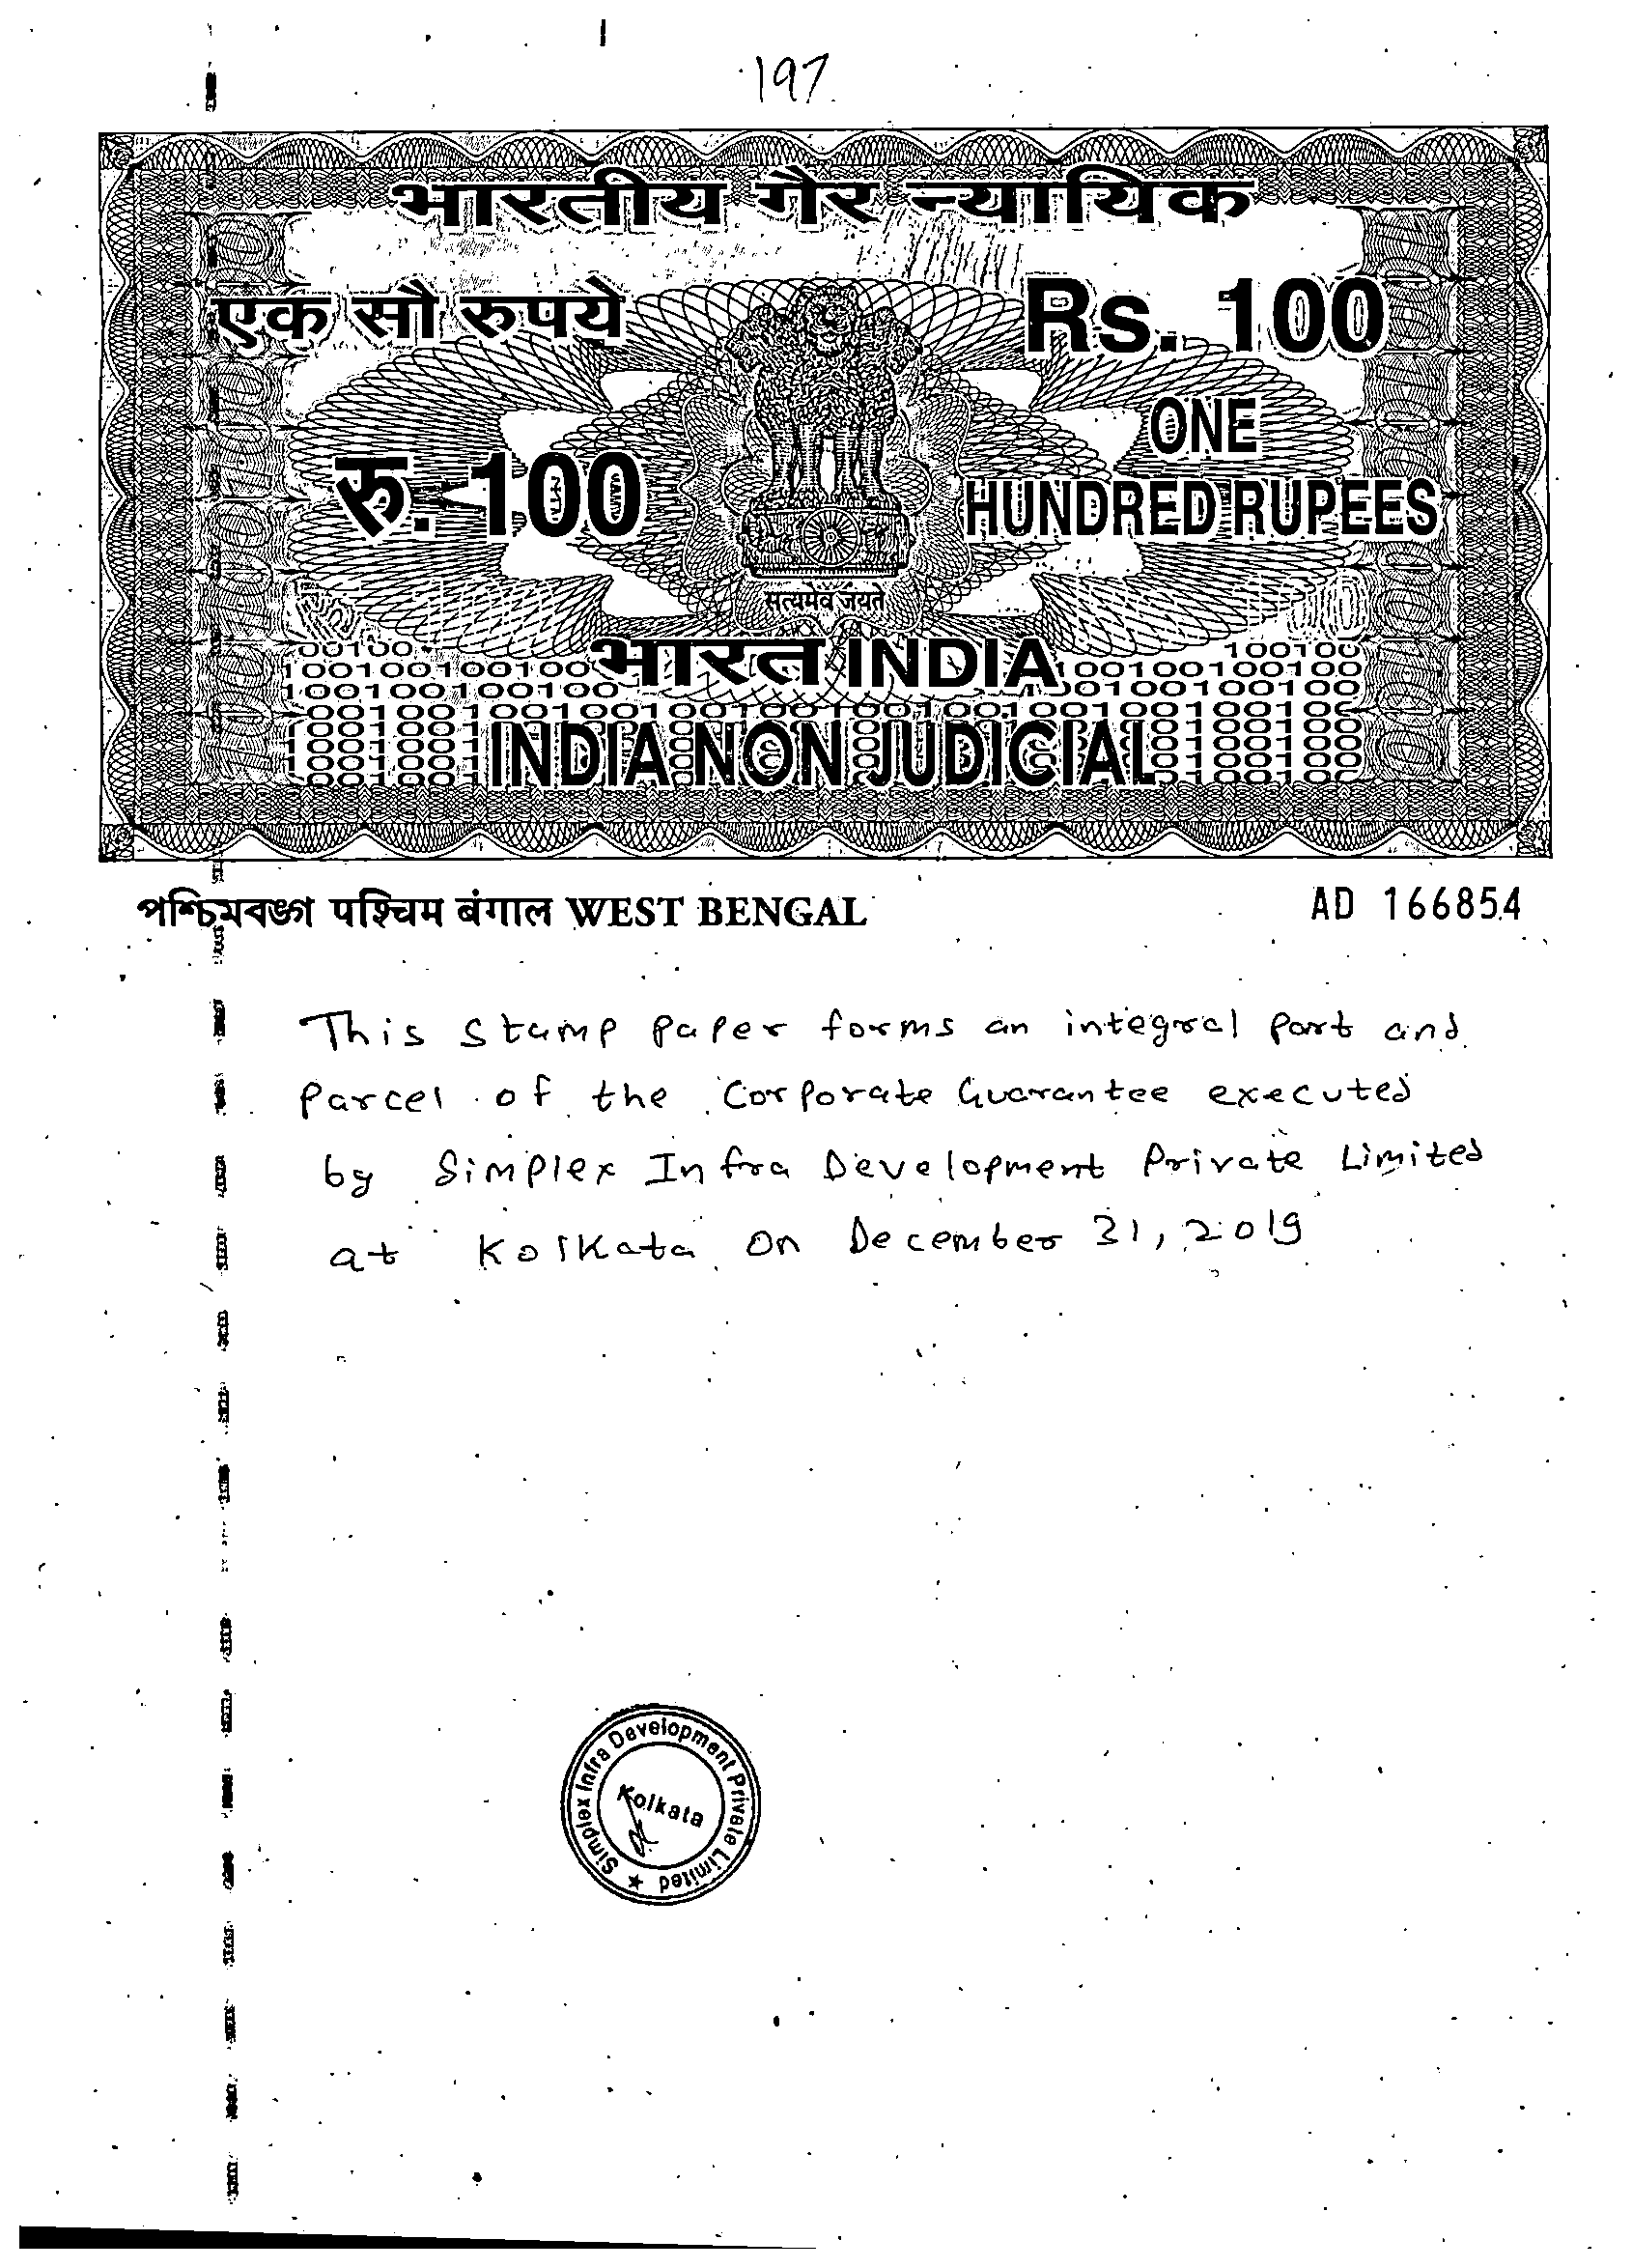 197
भारतीय गैर न्यायिक
एक सौ रुपये
Rs. 100
रु. 100
ONE
HUNDRED RUPEES
सत्यमेव जयते
भारत INDIA
INDIA NON JUDICIAL
পশ্চিমবঙ্গ पश्चिम बंगाल WEST BENGAL
AD 166854
This Stamp Paper forms an integral Part and
Parcel of the Corporate Guarantee executed
by Simplex Infra Development Private Limited
at Kolkata on December 31, 2019
Simplex Infra Development Private Limited
Kolkata